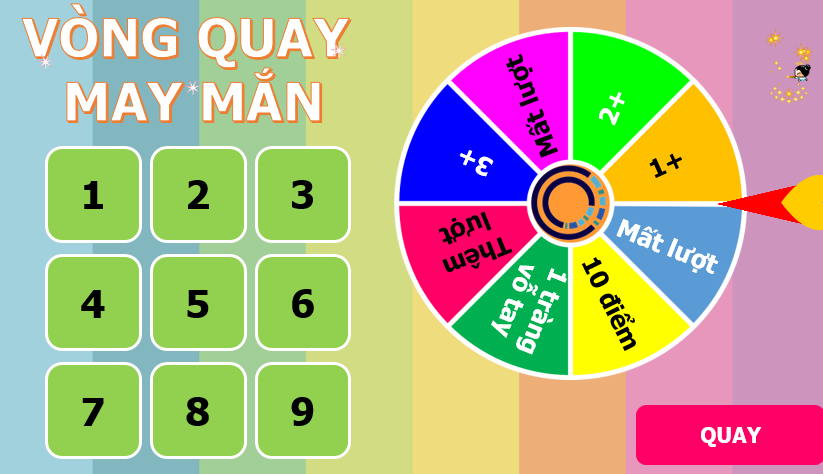 VÒNG QUAY
MAY MẮN
1 2 3
4 5 6
7 8 9
Mất lượt
2+
1+
Mất lượt
10 điểm
1 tràng
vỗ tay
Thêm
lượt
3+
QUAY